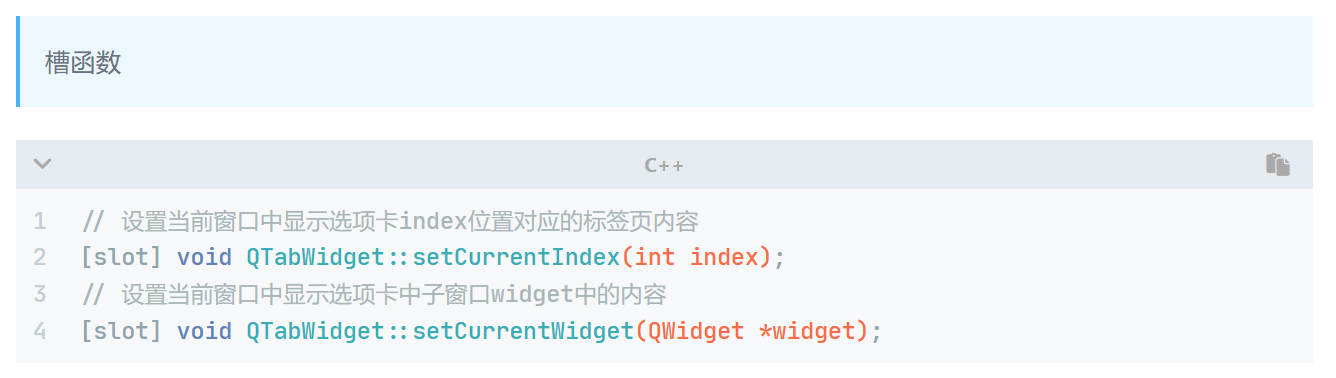 槽函数
C++
1 // 设置当前窗口中显示选项卡index位置对应的标签页内容
2 [slot] void QTabWidget::setCurrentIndex(int index);
3 // 设置当前窗口中显示选项卡中子窗口widget中的内容
4 [slot] void QTabWidget::setCurrentWidget(QWidget *widget);